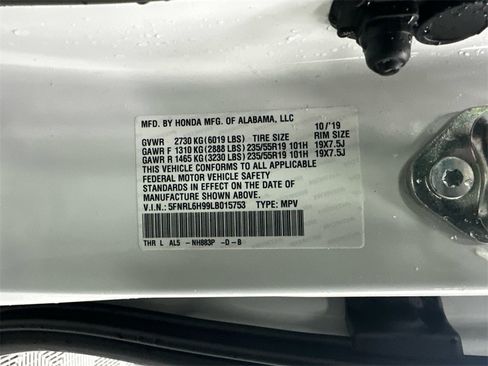 MFD. BY HONDA MFG. OF ALABAMA, LLC
10/'19
GVWR 2730 KG(6019 LBS) TIRE SIZE RIM SIZE
GAWR F 1310 KG(2888 LBS) 235/55R19 101H 19X7.5J
GAWR R 1465 KG(3230 LBS) 235/55R19 101H 19X7.5J
THIS VEHICLE CONFORMS TO ALL APPLICABLE
FEDERAL MOTOR VEHICLE SAFETY
STANDARDS IN EFFECT ON THE DATE OF
MANUFACTURE SHOWN ABOVE.
V.I.N.: 5FNRL6H99LB015753 TYPE: MPV
THR L AL5 -NH883P -D-B